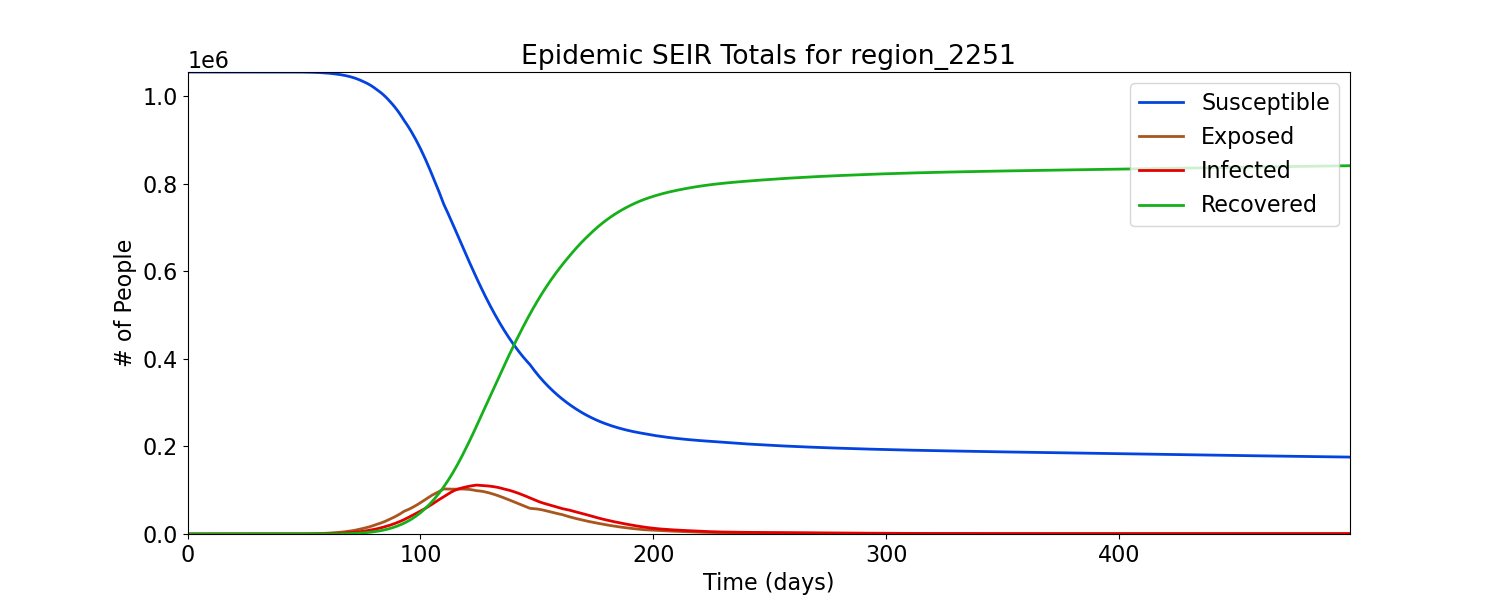 Epidemic SEIR Totals for region_2251
1e6
1.0
0.8
0.6
0.4
0.2
0.0
# of People
0 100 200 300 400
Time (days)
Susceptible
Exposed
Infected
Recovered